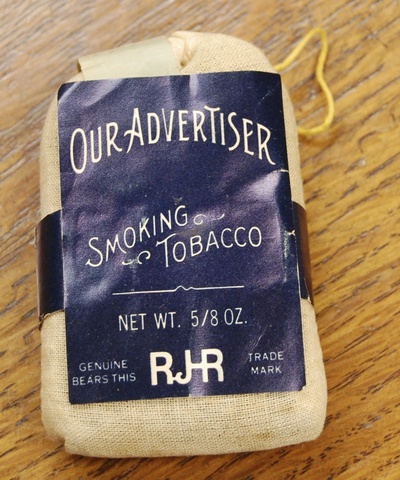 OUR ADVERTISER
SMOKING
TOBACCO
NET WT. 5/8 OZ.
GENUINE
BEARS THIS
RJR
TRADE
MARK